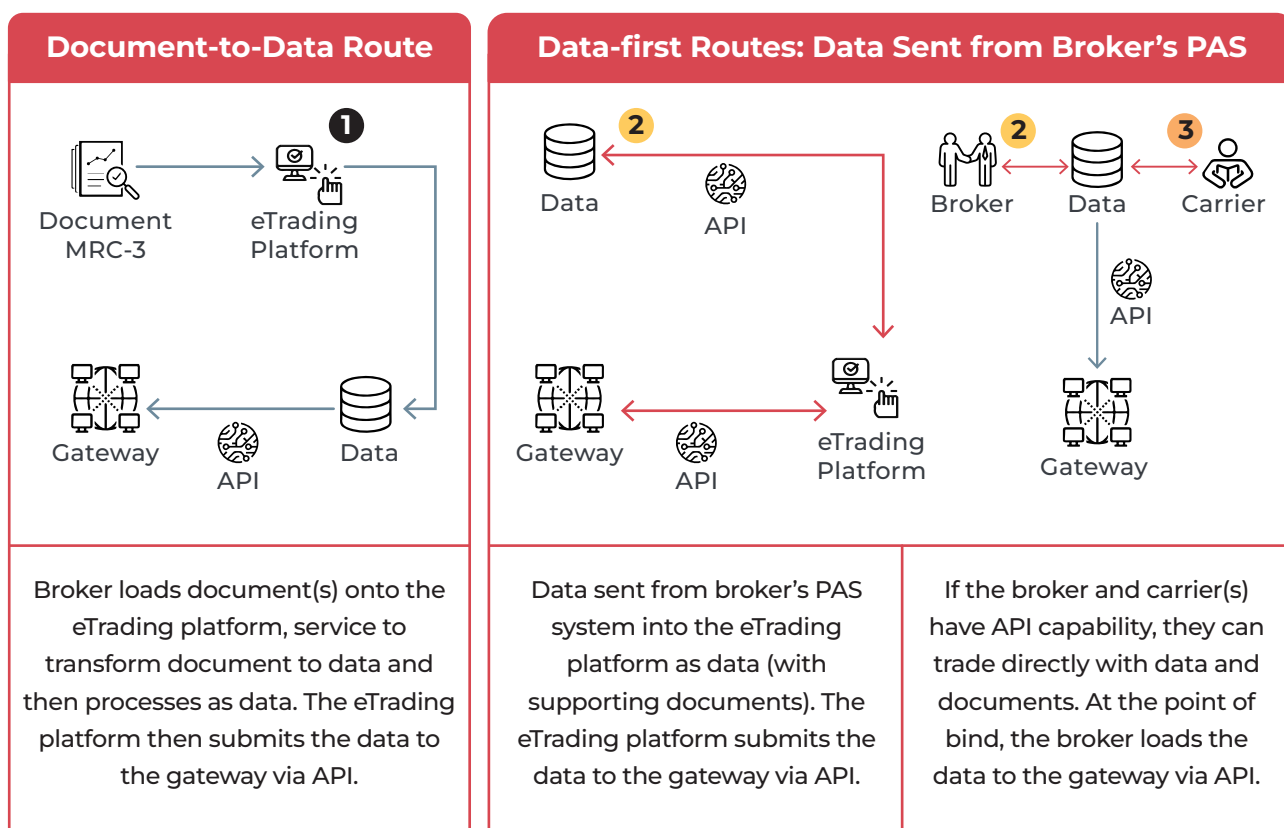 Document-to-Data Route
1
Document
MRC-3
eTrading
Platform
Gateway
API
Data
Broker loads document(s) onto the
eTrading platform, service to
transform document to data and
then processes as data. The eTrading
platform then submits the data to
the gateway via API.
Data-first Routes: Data Sent from Broker’s PAS
2
Data
API
Gateway
API
eTrading
Platform
2
3
Broker
Data
Carrier
API
Gateway
Data sent from broker’s PAS
system into the eTrading
platform as data (with
supporting documents). The
eTrading platform submits the
data to the gateway via API.
If the broker and carrier(s)
have API capability, they can
trade directly with data and
documents. At the point of
bind, the broker loads the
data to the gateway via API.